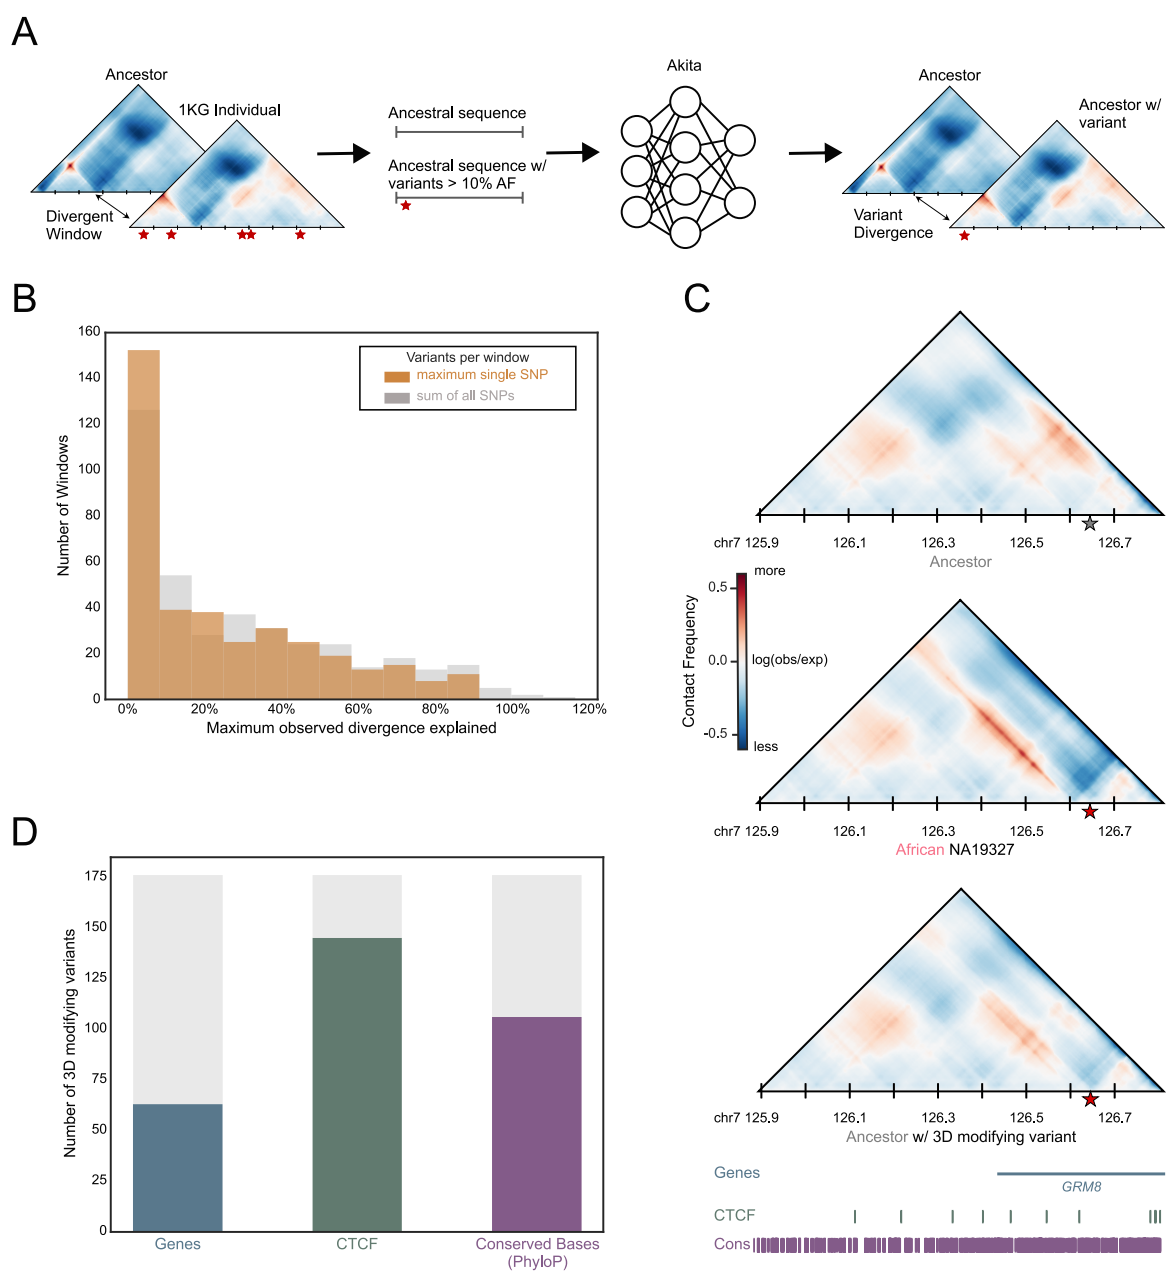 A
Ancestor
1KG Individual
Divergent
Window
Ancestral sequence
Ancestral sequence w/
variants > 10% AF
Akita
Ancestor
Ancestor w/
variant
Variant
Divergence
B
160
140
120
100
80
60
40
20
0
Number of Windows
Variants per window
maximum single SNP
sum of all SNPs
0% 20% 40% 60% 80% 100% 120%
Maximum observed divergence explained
C
chr7 125.9 126.1 126.3 126.5 126.7
Ancestor
Contact Frequency
0.5
0.0
-0.5
more
log(obs/exp)
less
chr7 125.9 126.1 126.3 126.5 126.7
African NA19327
chr7 125.9 126.1 126.3 126.5 126.7
Ancestor w/ 3D modifying variant
Genes
GRM8
CTCF
Cons
D
175
150
125
100
75
50
25
0
Number of 3D modifying variants
Genes CTCF Conserved Bases
(PhyloP)